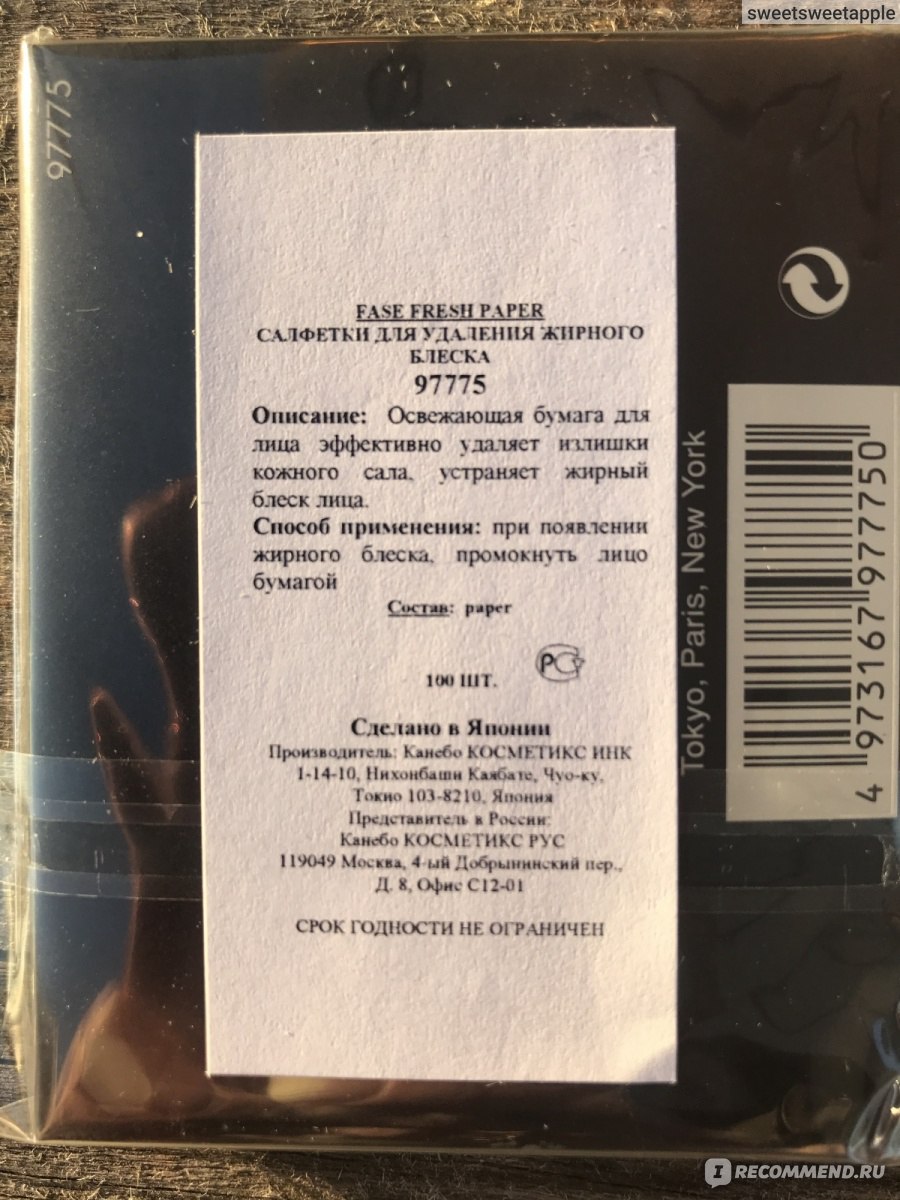 sweetsweetapple
97775
FASE FRESH PAPER
САЛФЕТКИ ДЛЯ УДАЛЕНИЯ ЖИРНОГО
БЛЕСКА
97775
Описание: Освежающая бумага для
лица эффективно удаляет излишки
кожного сала, устраняет жирный
блеск лица.
Способ применения: при появлении
жирного блеска, промокнуть лицо
бумагой
Состав: paper
РС
100 ШТ.
Сделано в Японии
Производитель: Канебо КОСМЕТИКС ИНК
1-14-10, Нихонбаши Каябате, Чуо-ку,
Токио 103-8210, Япония
Представитель в России:
Канебо КОСМЕТИКС РУС
119049 Москва, 4-ый Добрынинский пер.,
Д. 8, Офис С12-01
СРОК ГОДНОСТИ НЕ ОГРАНИЧЕН
Tokyo, Paris, New York
4 973167 977750
I RECOMMEND.RU